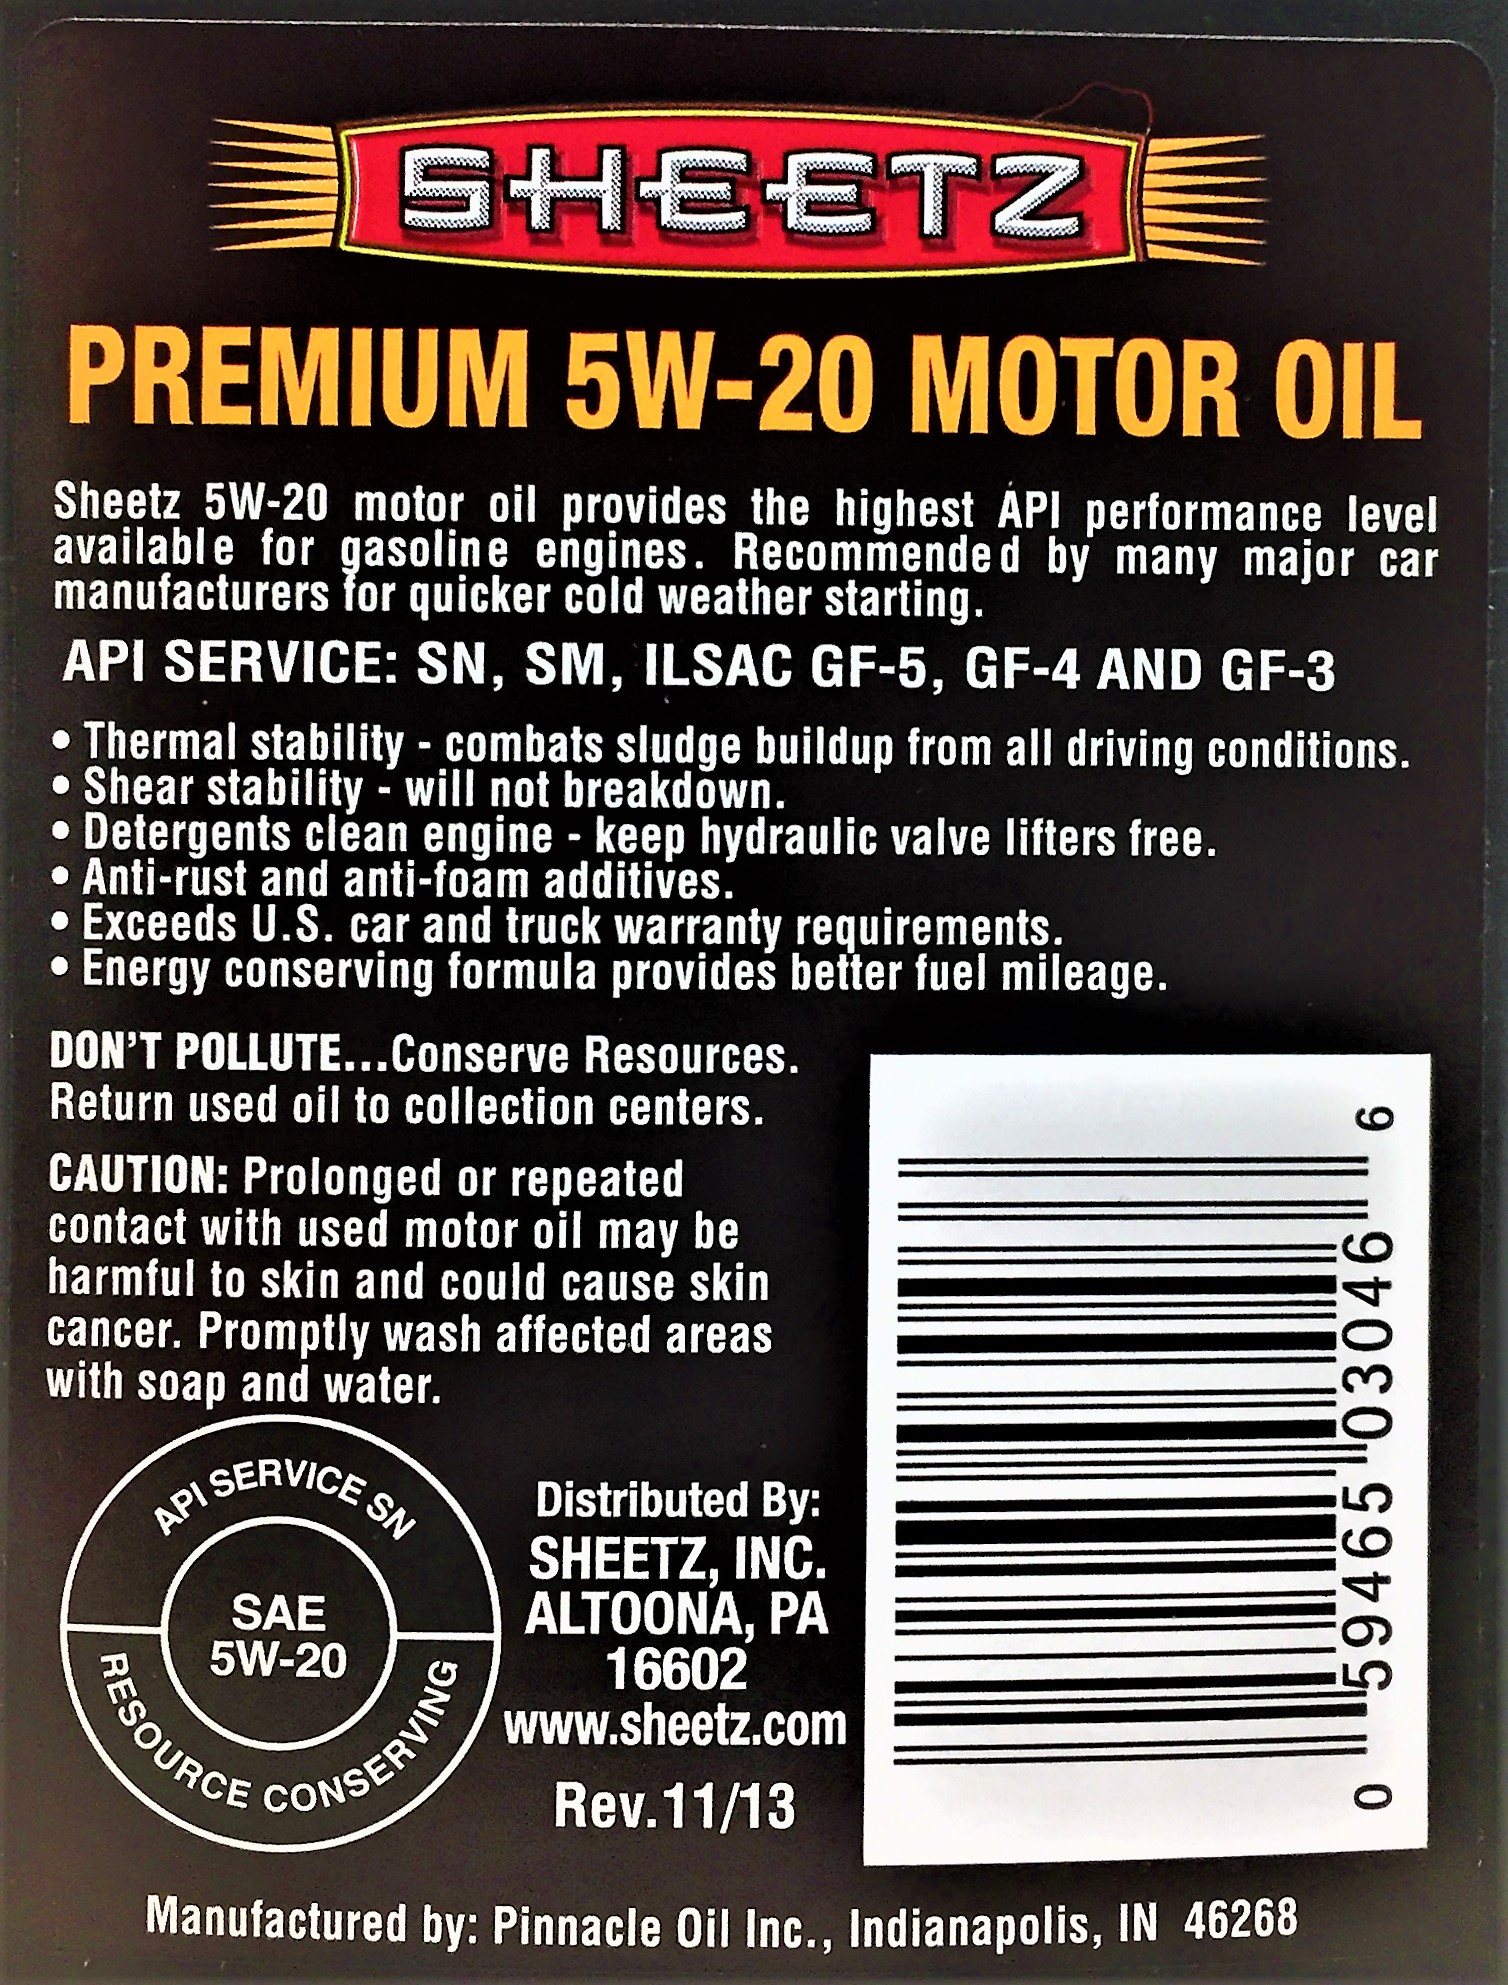 SHEETZ
PREMIUM 5W-20 MOTOR OIL
Sheetz 5W-20 motor oil provides the highest API performance level
available for gasoline engines. Recommended by many major car
manufacturers for quicker cold weather starting.
API SERVICE: SN, SM, ILSAC GF-5, GF-4 AND GF-3
• Thermal stability - combats sludge buildup from all driving conditions.
• Shear stability - will not breakdown.
• Detergents clean engine - keep hydraulic valve lifters free.
• Anti-rust and anti-foam additives.
• Exceeds U.S. car and truck warranty requirements.
• Energy conserving formula provides better fuel mileage.
DON'T POLLUTE...Conserve Resources.
Return used oil to collection centers.
CAUTION: Prolonged or repeated
contact with used motor oil may be
harmful to skin and could cause skin
cancer. Promptly wash affected areas
with soap and water.
API SERVICE SN
SAE
5W-20
RESOURCE CONSERVING
Distributed By:
SHEETZ, INC.
ALTOONA, PA
16602
www.sheetz.com
Rev.11/13
0 59465 03046 6
Manufactured by: Pinnacle Oil Inc., Indianapolis, IN 46268